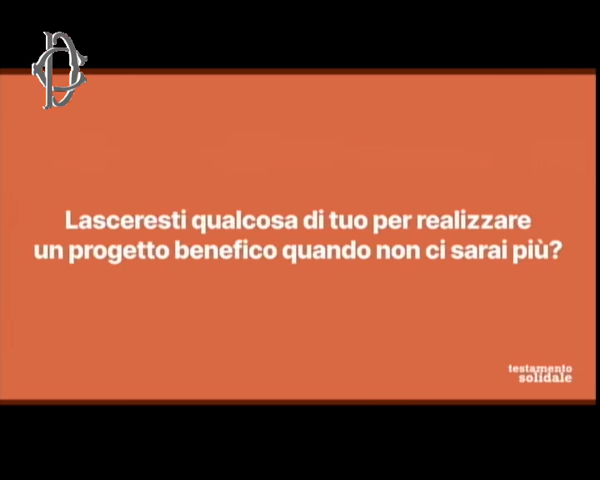 Lasceresti qualcosa di tuo per realizzare
un progetto benefico quando non ci sarai più?
testamento
solidale